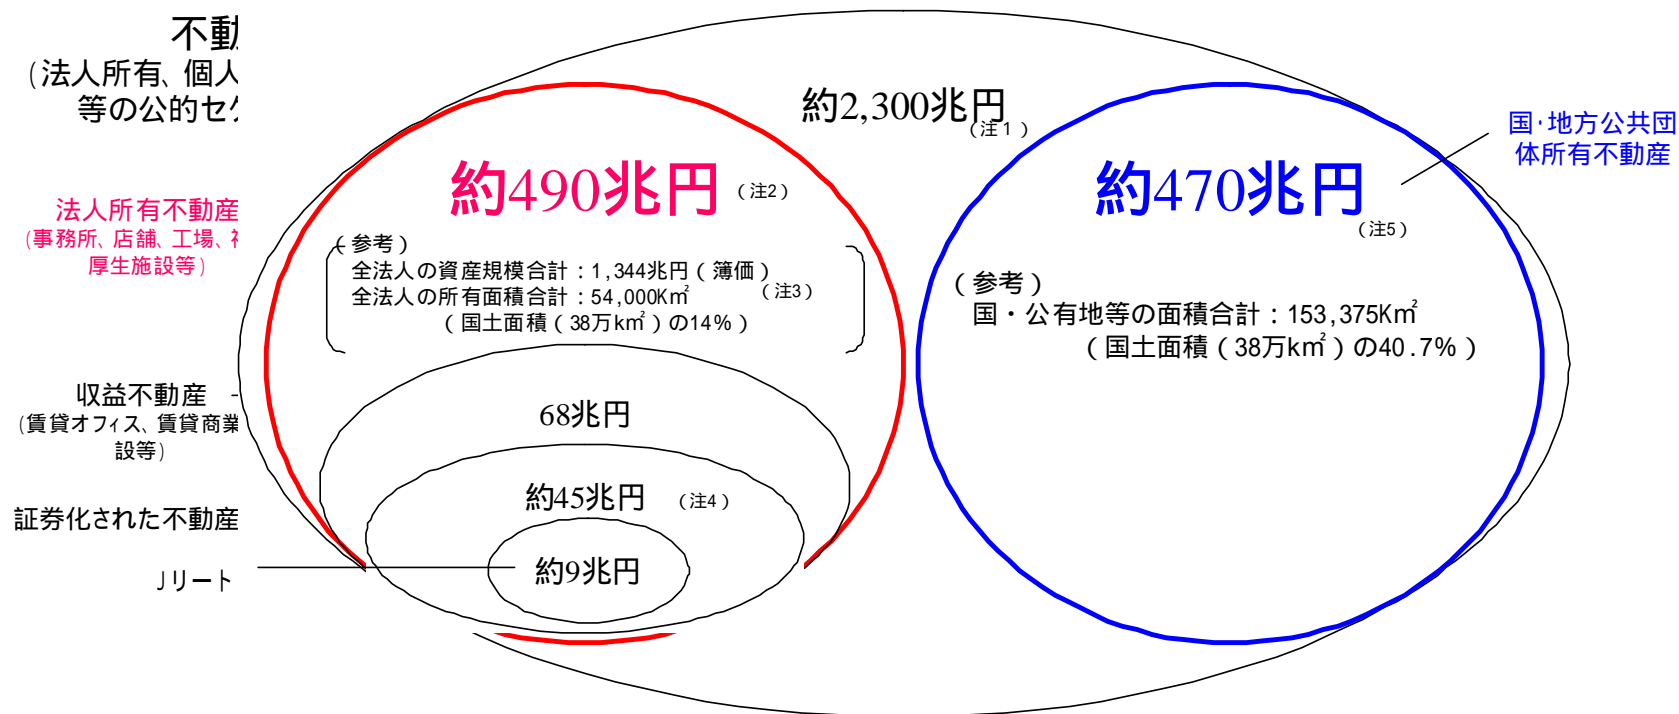 不動
(法人所有、個人
等の公的セク
約2,300兆円
(注1)
国・地方公共団
体所有不動産
約490兆円 (注2)
約470兆円
(注5)
法人所有不動産
(事務所、店舗、工場、
厚生施設等)
(参考)
全法人の資産規模合計：1,344兆円（簿価）
全法人の所有面積合計：54,000K㎡ (注3)
（国土面積（38万k㎡）の14%）
(参考)
国・公有地等の面積合計：153,375K㎡
（国土面積（38万k㎡）の40.7%）
収益不動産
(賃貸オフィス、賃貸商業
設等)
68兆円
約45兆円 (注4)
証券化された不動産
約9兆円
Jリート